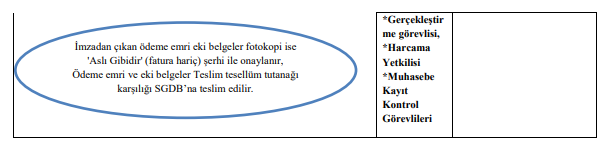 İmzadan çıkan ödeme emri eki belgeler fotokopi ise
'Aslı Gibidir' (fatura hariç) şerhi ile onaylanır,
Ödeme emri ve eki belgeler Teslim tesellüm tutanağı
karşılığı SGDB’na teslim edilir.
*Gerçekleştir
me görevlisi,
*Harcama
Yetkilisi
*Muhasebe
Kayıt
Kontrol
Görevlileri